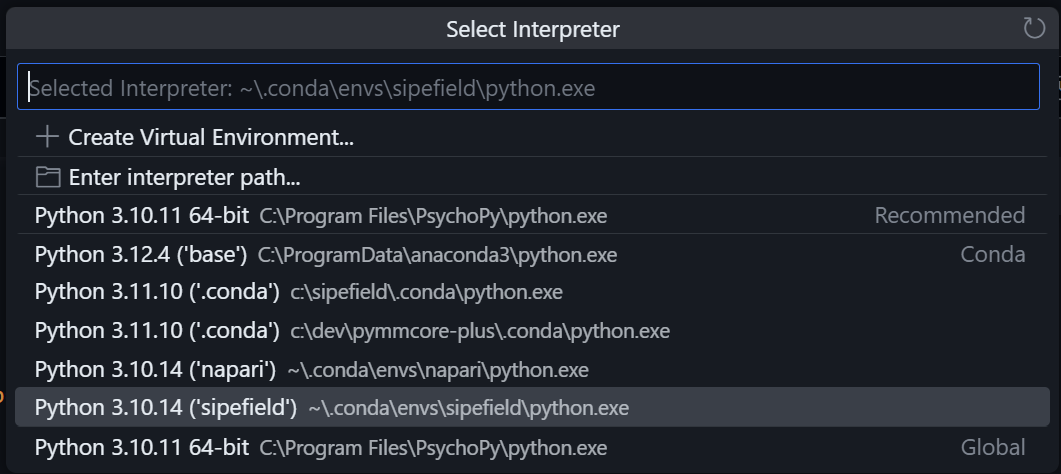 Select Interpreter
Selected Interpreter: ~\.conda\envs\sipefield\python.exe
Create Virtual Environment...
Enter interpreter path...
Python 3.10.11 64-bit C:\Program Files\PsychoPy\python.exe Recommended
Python 3.12.4 ('base') C:\ProgramData\anaconda3\python.exe Conda
Python 3.11.10 ('.conda') c:\sipefield\.conda\python.exe
Python 3.11.10 ('.conda') c:\dev\pymmcore-plus\.conda\python.exe
Python 3.10.14 ('napari') ~\.conda\envs\napari\python.exe
Python 3.10.14 ('sipefield') ~\.conda\envs\sipefield\python.exe
Python 3.10.11 64-bit C:\Program Files\PsychoPy\python.exe Global